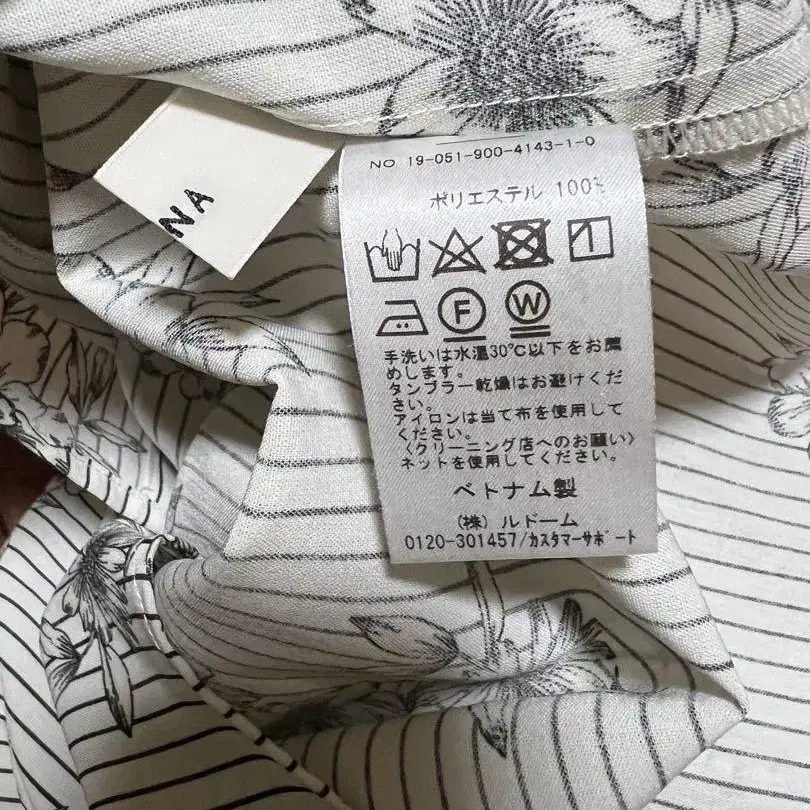 NA
NO 19-051-900-4143-1-0
ポリエステル 100%
F W
手洗いは水温30℃以下をお薦
めします。
タンブラー乾燥はお避けくだ
さい。
アイロンは当て布を使用して
ください。
〈クリーニング店へのお願い〉
ネットを使用してください。
ベトナム製
(株) ルドーム
0120-301457/カスタマーサポート